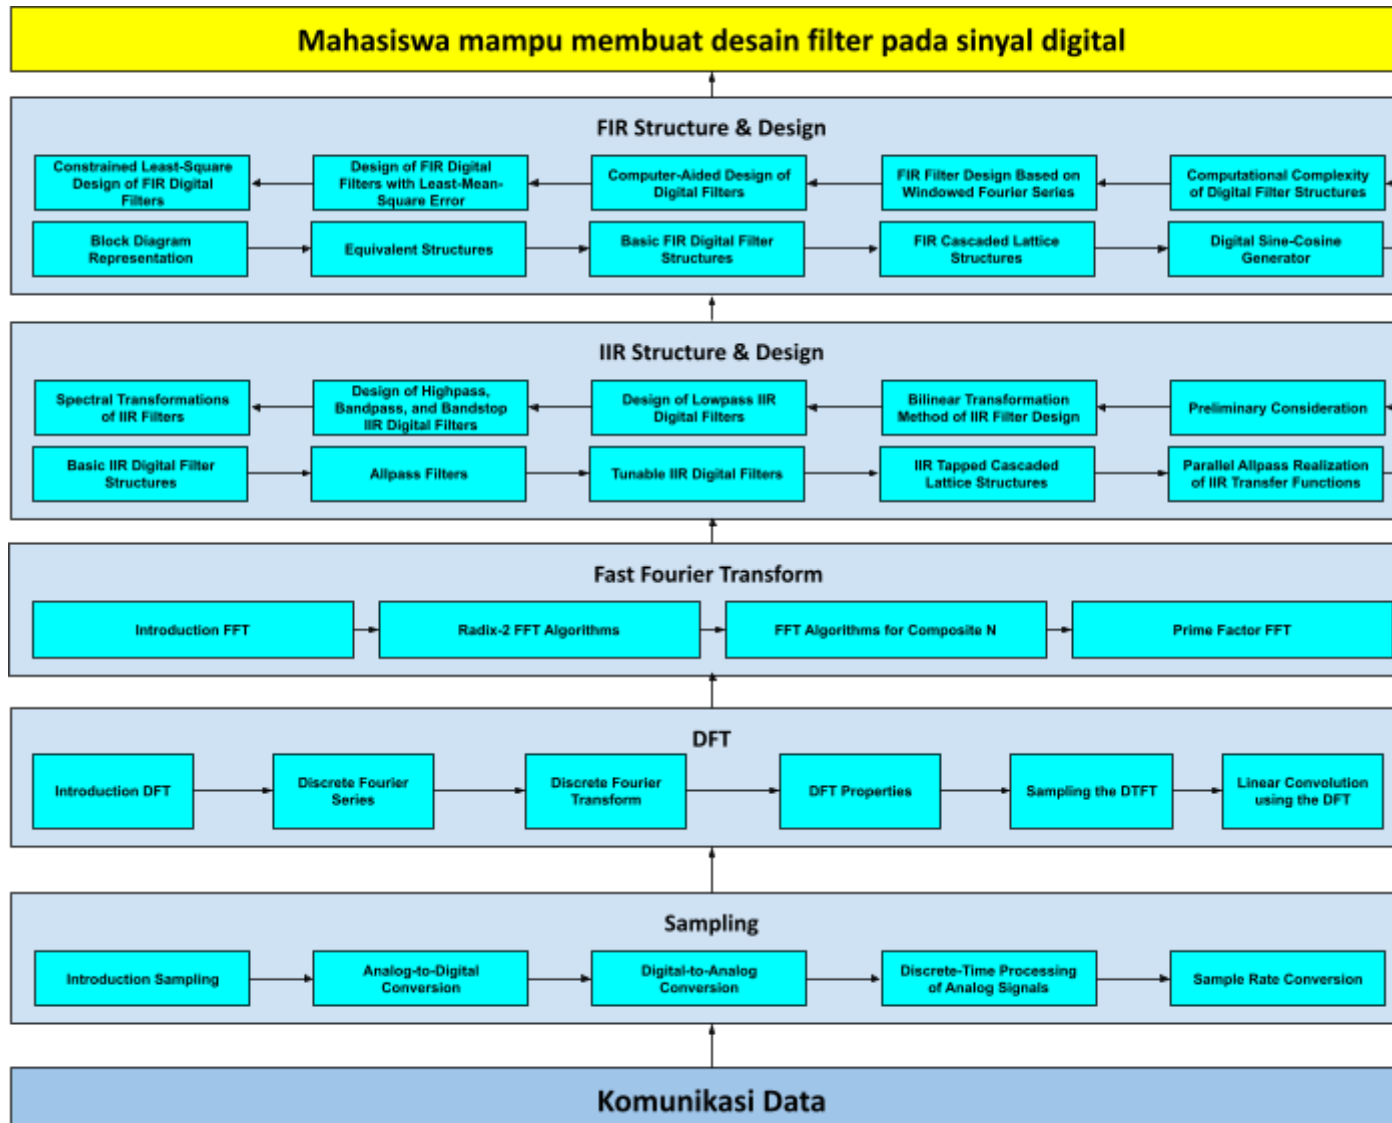 Mahasiswa mampu membuat desain filter pada sinyal digital
FIR Structure & Design
Constrained Least-Square
Design of FIR Digital
Filters
Design of FIR Digital
Filters with Least-Mean-
Square Error
Computer-Aided Design of
Digital Filters
FIR Filter Design Based on
Windowed Fourier Series
Computational Complexity
of Digital Filter Structures
Block Diagram
Representation
Equivalent Structures
Basic FIR Digital Filter
Structures
FIR Cascaded Lattice
Structures
Digital Sine-Cosine
Generator
IIR Structure & Design
Spectral Transformations
of IIR Filters
Design of Highpass,
Bandpass, and Bandstop
IIR Digital Filters
Design of Lowpass IIR
Digital Filters
Bilinear Transformation
Method of IIR Filter Design
Preliminary Consideration
Basic IIR Digital Filter
Structures
Allpass Filters
Tunable IIR Digital Filters
IIR Tapped Cascaded
Lattice Structures
Parallel Allpass Realization
of IIR Transfer Functions
Fast Fourier Transform
Introduction FFT
Radix-2 FFT Algorithms
FFT Algorithms for Composite N
Prime Factor FFT
DFT
Introduction DFT
Discrete Fourier
Series
Discrete Fourier
Transform
DFT Properties
Sampling the DTFT
Linear Convolution
using the DFT
Sampling
Introduction Sampling
Analog-to-Digital
Conversion
Digital-to-Analog
Conversion
Discrete-Time Processing
of Analog Signals
Sample Rate Conversion
Komunikasi Data